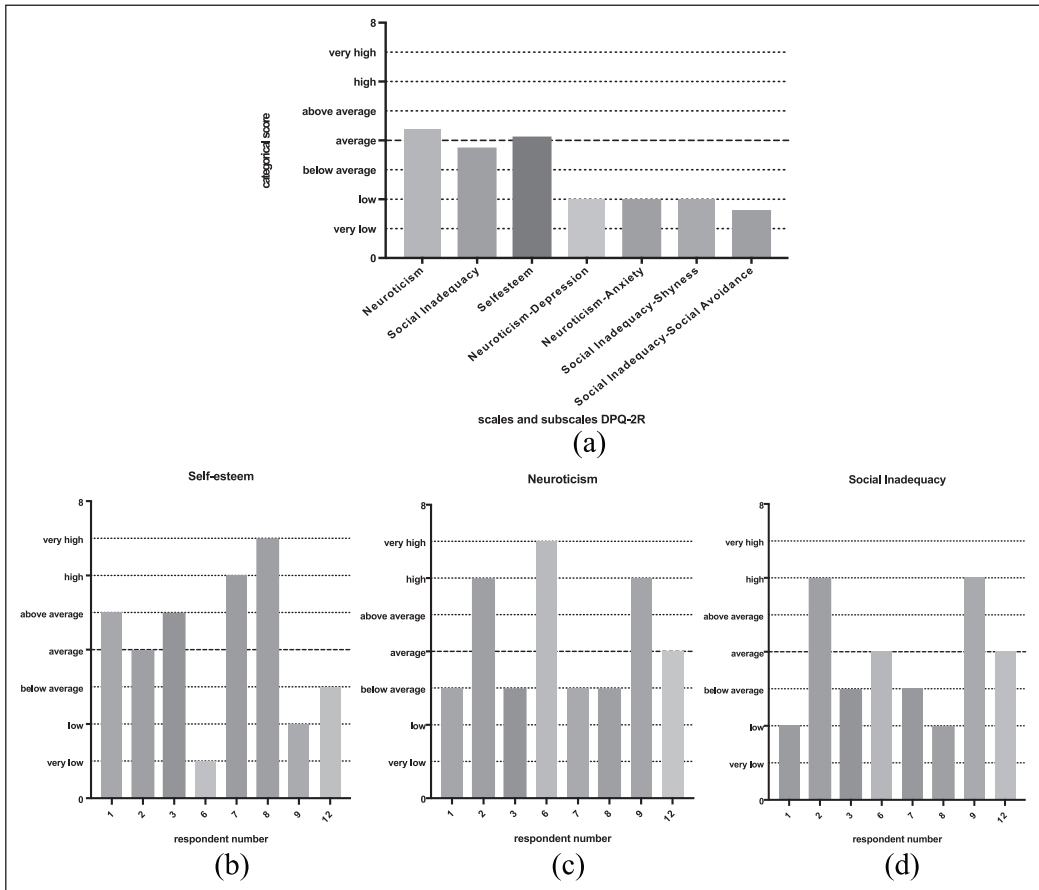 8
very high
high
above average
average
below average
low
very low
0
categorical score
Neuroticism
Social Inadequacy
Selfesteem
Neuroticism-Depression
Neuroticism-Anxiety
Social Inadequacy-Shyness
Social Inadequacy-Social Avoidance
scales and subscales DPQ-2R
(a)
Self-esteem
8
very high
high
above average
average
below average
low
very low
0
1 2 3 6 7 8 9 12
respondent number
(b)
Neuroticism
8
very high
high
above average
average
below average
low
very low
0
1 2 3 6 7 8 9 12
respondent number
(c)
Social Inadequacy
8
very high
high
above average
average
below average
low
very low
0
1 2 3 6 7 8 9 12
respondent number
(d)